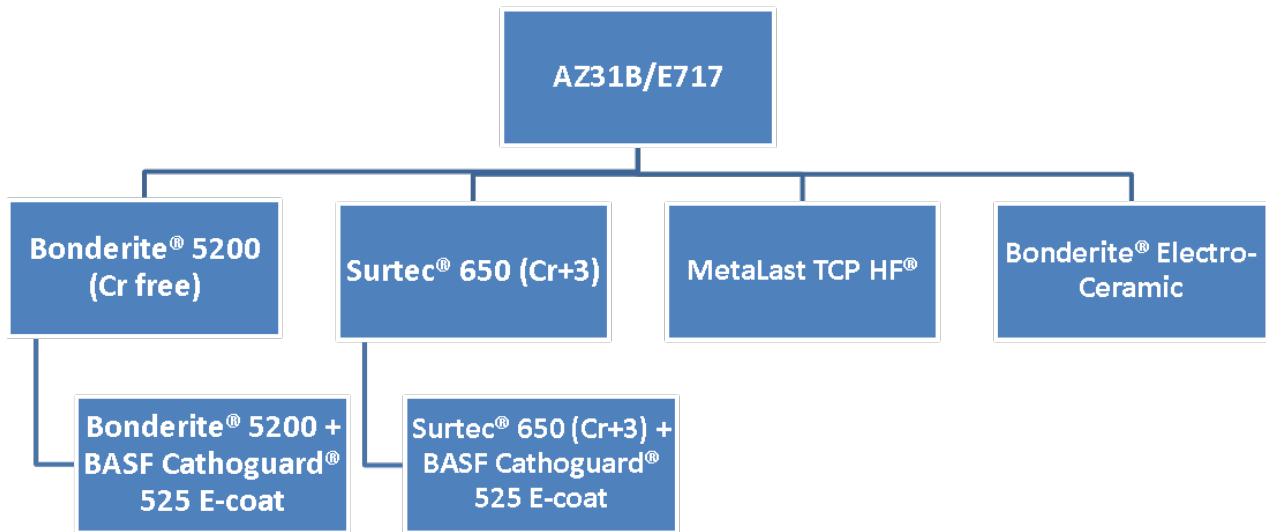 AZ31B/E717
Bonderite® 5200
(Cr free)
Surtec® 650 (Cr+3)
MetaLast TCP HF®
Bonderite® Electro-
Ceramic
Bonderite® 5200 +
BASF Cathoguard®
525 E-coat
Surtec® 650 (Cr+3) +
BASF Cathoguard®
525 E-coat